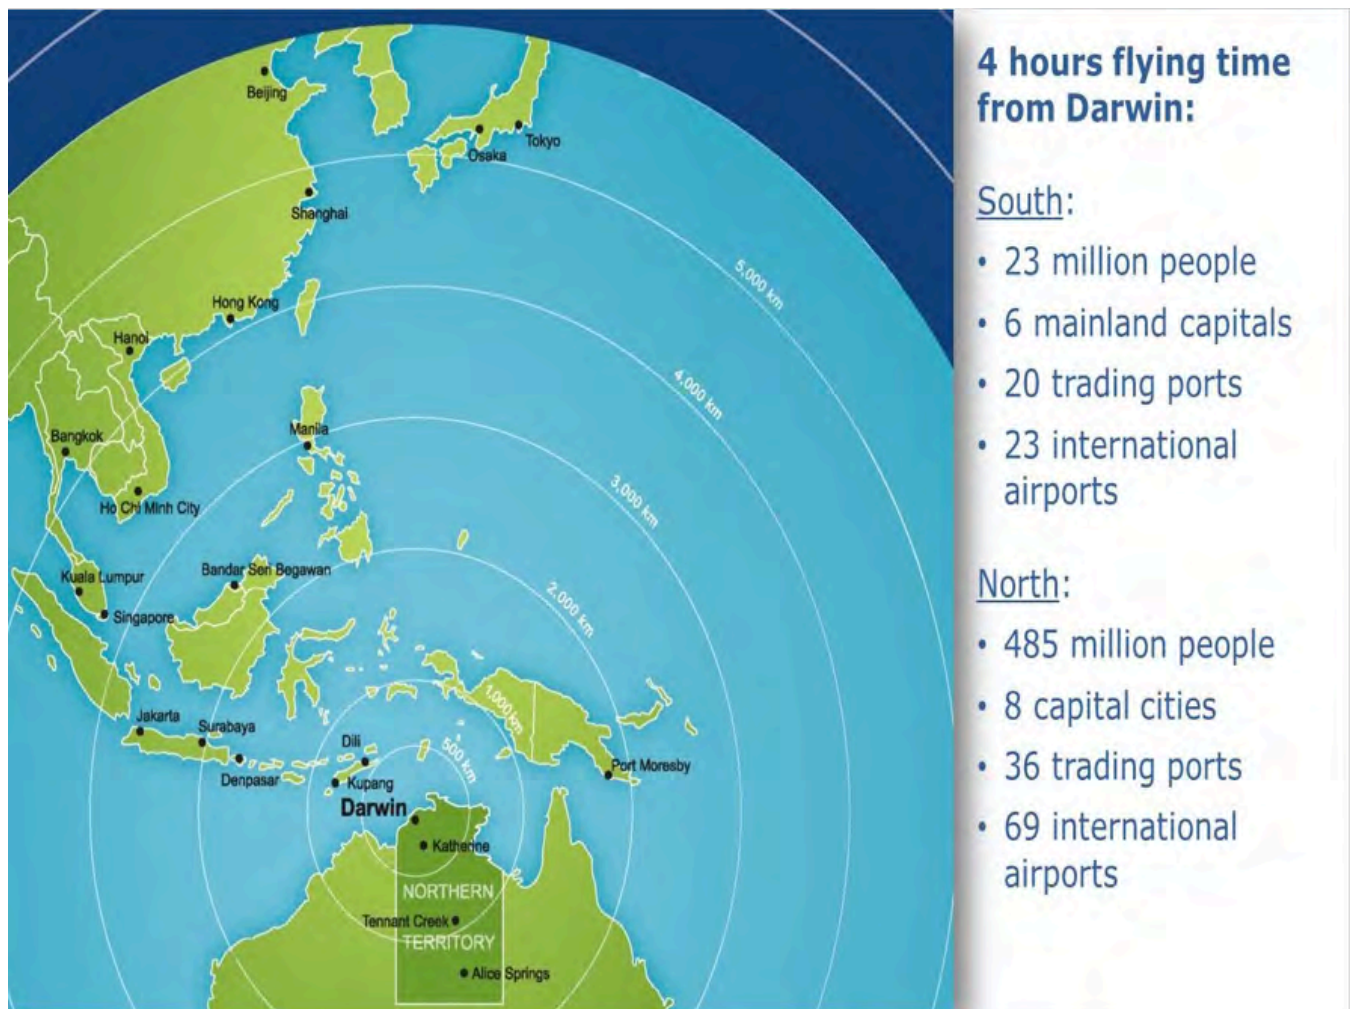 Beijing
Tokyo
Osaka
Shanghai
5,000 km
Hong Kong
Hanoi
4,000 km
Manila
Bangkok
3,000 km
Ho Chi Minh City
Bandar Seri Begawan
Kuala Lumpur
2,000 km
Singapore
1,000 km
Jakarta
Surabaya
Dili
500 km
Port Moresby
Denpasar
Kupang
Darwin
Katherine
NORTHERN
Tennant Creek
TERRITORY
Alice Springs
4 hours flying time
from Darwin:
South:
• 23 million people
• 6 mainland capitals
• 20 trading ports
• 23 international
airports
North:
• 485 million people
• 8 capital cities
• 36 trading ports
• 69 international
airports